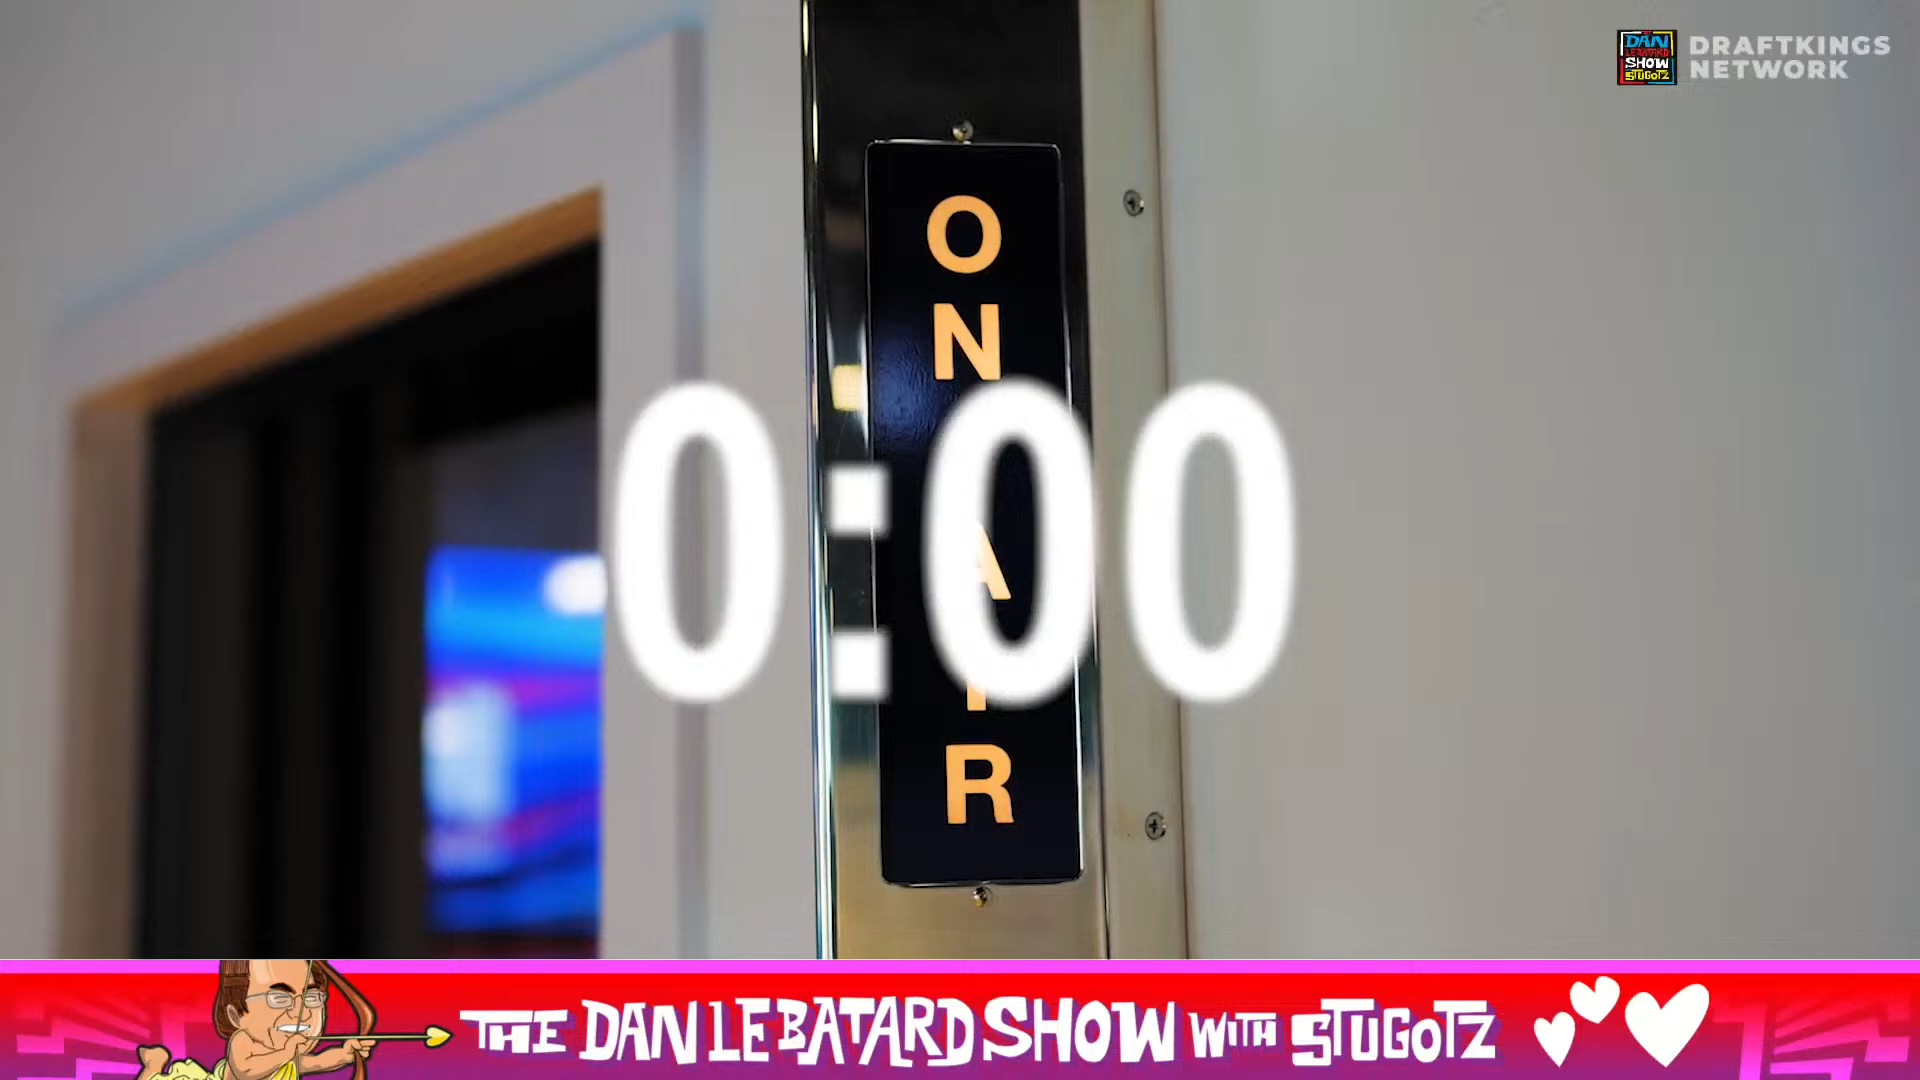 DAN
LEBATARD
SHOW
STUGOTZ
DRAFTKINGS
NETWORK
O
N
A
I
R
0:00
THE DAN LE BATARD SHOW WITH STUGOTZ